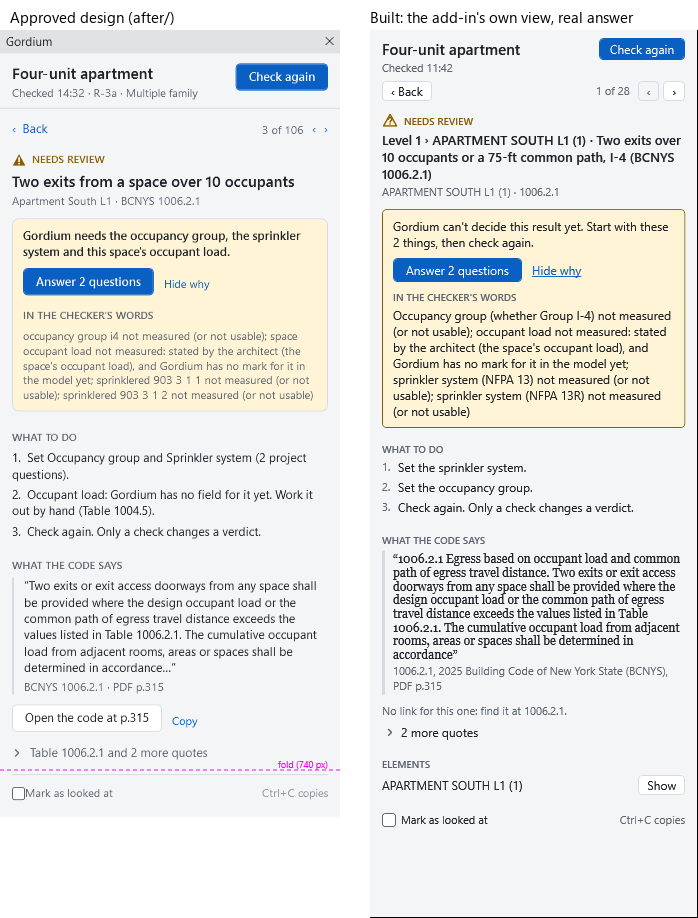 Approved design (after/)
Gordium
Four-unit apartment
Checked 14:32 · R-3a · Multiple family
Check again
‹ Back
3 of 106 ‹ ›
NEEDS REVIEW
Two exits from a space over 10 occupants
Apartment South L1 · BCNYS 1006.2.1
Gordium needs the occupancy group, the sprinkler
system and this space's occupant load.
Answer 2 questions
Hide why
IN THE CHECKER'S WORDS
occupancy group i4 not measured (or not usable); space
occupant load not measured: stated by the architect (the
space's occupant load), and Gordium has no mark for it in
the model yet; sprinklered 903 3 1 1 not measured (or not
usable); sprinklered 903 3 1 2 not measured (or not usable)
WHAT TO DO
1. Set Occupancy group and Sprinkler system (2 project
questions).
2. Occupant load: Gordium has no field for it yet. Work it
out by hand (Table 1004.5).
3. Check again. Only a check changes a verdict.
WHAT THE CODE SAYS
“Two exits or exit access doorways from any space shall
be provided where the design occupant load or the
common path of egress travel distance exceeds the
values listed in Table 1006.2.1. The cumulative occupant
load from adjacent rooms, areas or spaces shall be
determined in accordance…”
BCNYS 1006.2.1 · PDF p.315
Open the code at p.315
Copy
› Table 1006.2.1 and 2 more quotes
fold (740 px)
Mark as looked at
Ctrl+C copies
Built: the add-in's own view, real answer
Four-unit apartment
Checked 11:42
Check again
‹ Back
1 of 28 ‹ ›
NEEDS REVIEW
Level 1 › APARTMENT SOUTH L1 (1) · Two exits over
10 occupants or a 75-ft common path, I-4 (BCNYS
1006.2.1)
APARTMENT SOUTH L1 (1) · 1006.2.1
Gordium can't decide this result yet. Start with these
2 things, then check again.
Answer 2 questions
Hide why
IN THE CHECKER'S WORDS
Occupancy group (whether Group I-4) not measured
(or not usable); occupant load not measured: stated
by the architect (the space's occupant load), and
Gordium has no mark for it in the model yet;
sprinkler system (NFPA 13) not measured (or not
usable); sprinkler system (NFPA 13R) not measured
(or not usable)
WHAT TO DO
1. Set the sprinkler system.
2. Set the occupancy group.
3. Check again. Only a check changes a verdict.
WHAT THE CODE SAYS
“1006.2.1 Egress based on occupant load and common
path of egress travel distance. Two exits or exit access
doorways from any space shall be provided where the
design occupant load or the common path of egress
travel distance exceeds the values listed in Table
1006.2.1. The cumulative occupant load from adjacent
rooms, areas or spaces shall be determined in
accordance”
1006.2.1, 2025 Building Code of New York State (BCNYS),
PDF p.315
No link for this one: find it at 1006.2.1.
› 2 more quotes
ELEMENTS
APARTMENT SOUTH L1 (1)
Show
Mark as looked at
Ctrl+C copies